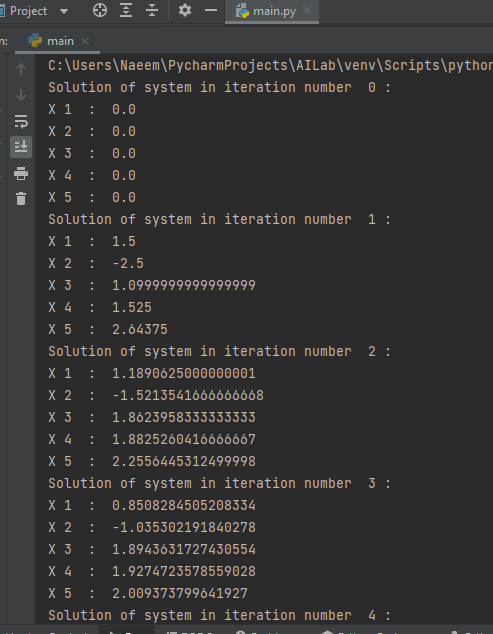 Project
main.py
n:
main
C:\Users\Naeem\PycharmProjects\AILab\venv\Scripts\python
Solution of system in iteration number  0 :
X 1  :  0.0
X 2  :  0.0
X 3  :  0.0
X 4  :  0.0
X 5  :  0.0
Solution of system in iteration number  1 :
X 1  :  1.5
X 2  :  -2.5
X 3  :  1.0999999999999999
X 4  :  1.525
X 5  :  2.64375
Solution of system in iteration number  2 :
X 1  :  1.1890625000000001
X 2  :  -1.5213541666666668
X 3  :  1.8623958333333333
X 4  :  1.8825260416666667
X 5  :  2.2556445312499998
Solution of system in iteration number  3 :
X 1  :  0.8508284505208334
X 2  :  -1.035302191840278
X 3  :  1.8943631727430554
X 4  :  1.9274723578559028
X 5  :  2.009373799641927
Solution of system in iteration number  4 :